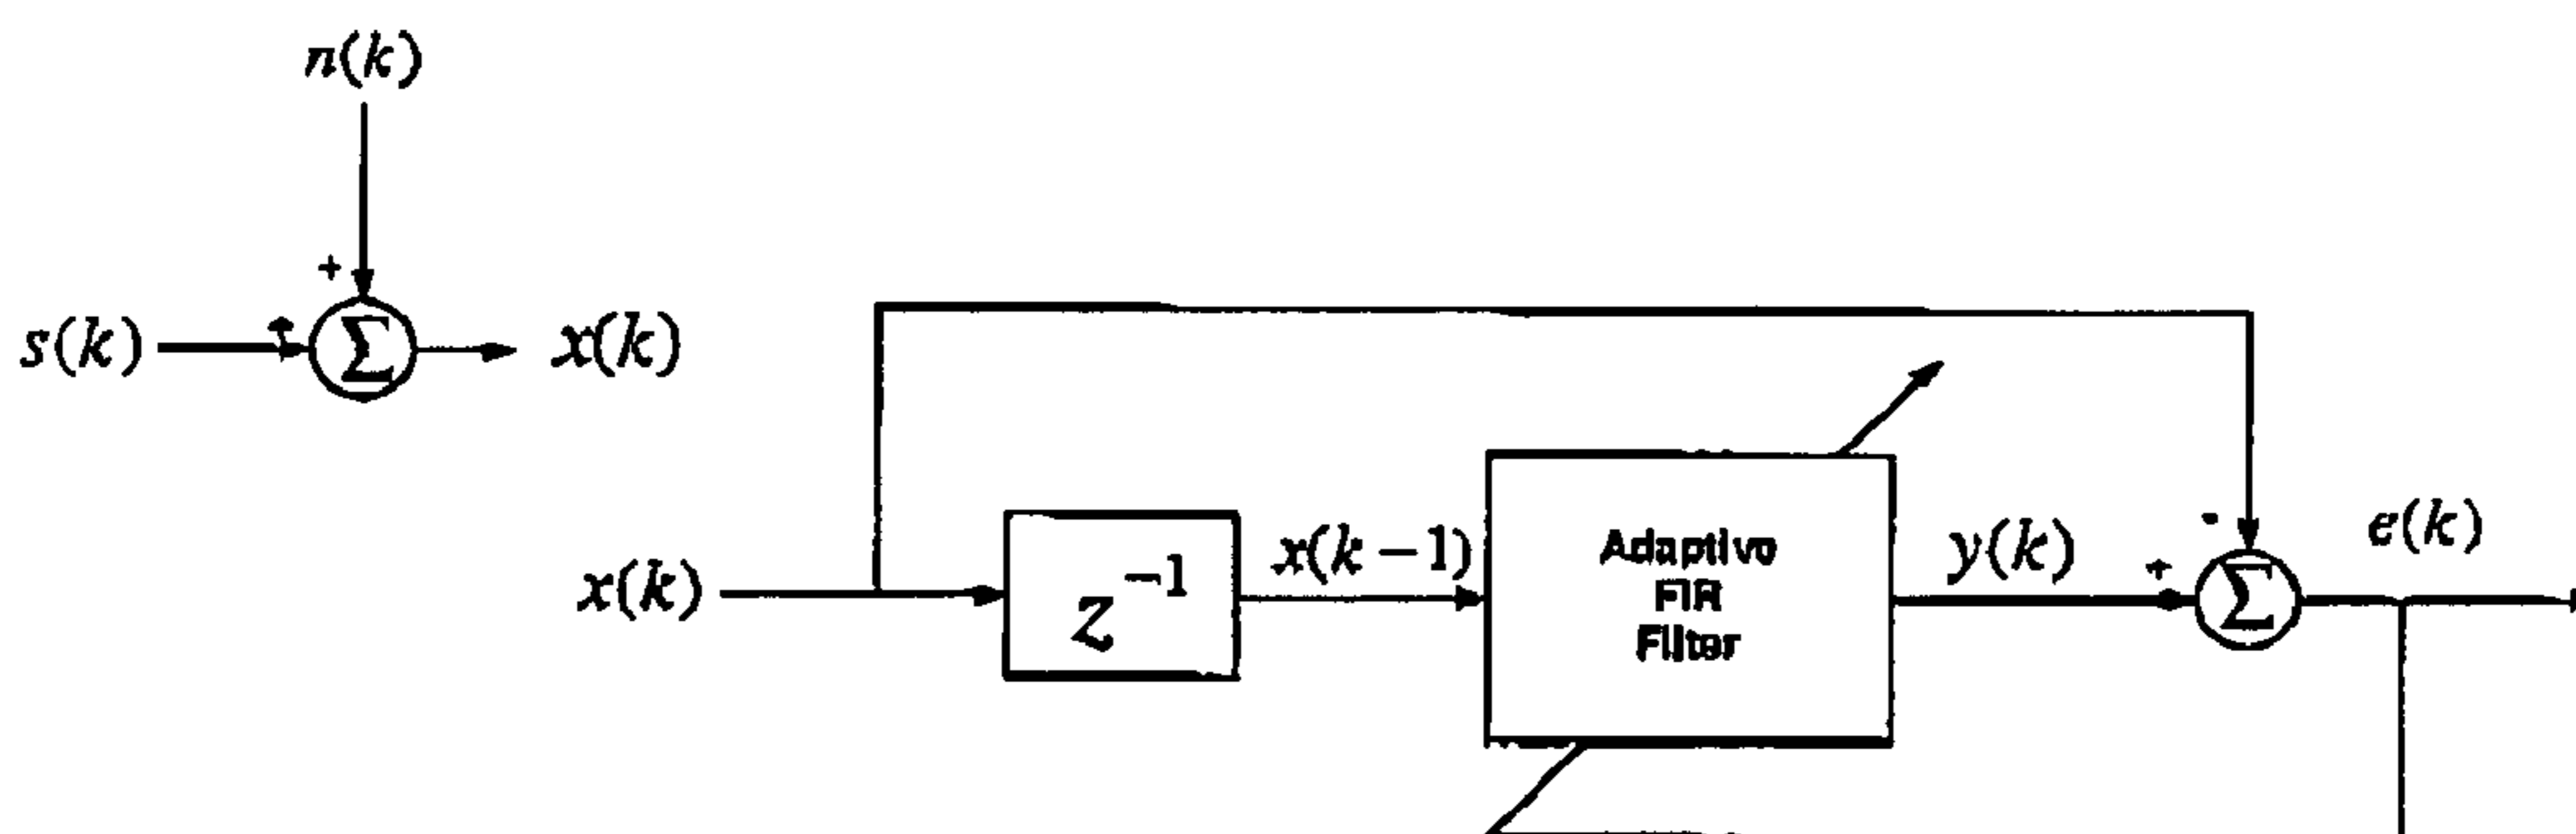 n(k)
+
s(k) + Σ x(k)
x(k) z⁻¹ x(k−1) Adaptive
FIR
Filter
y(k)
-
+
Σ
e(k)